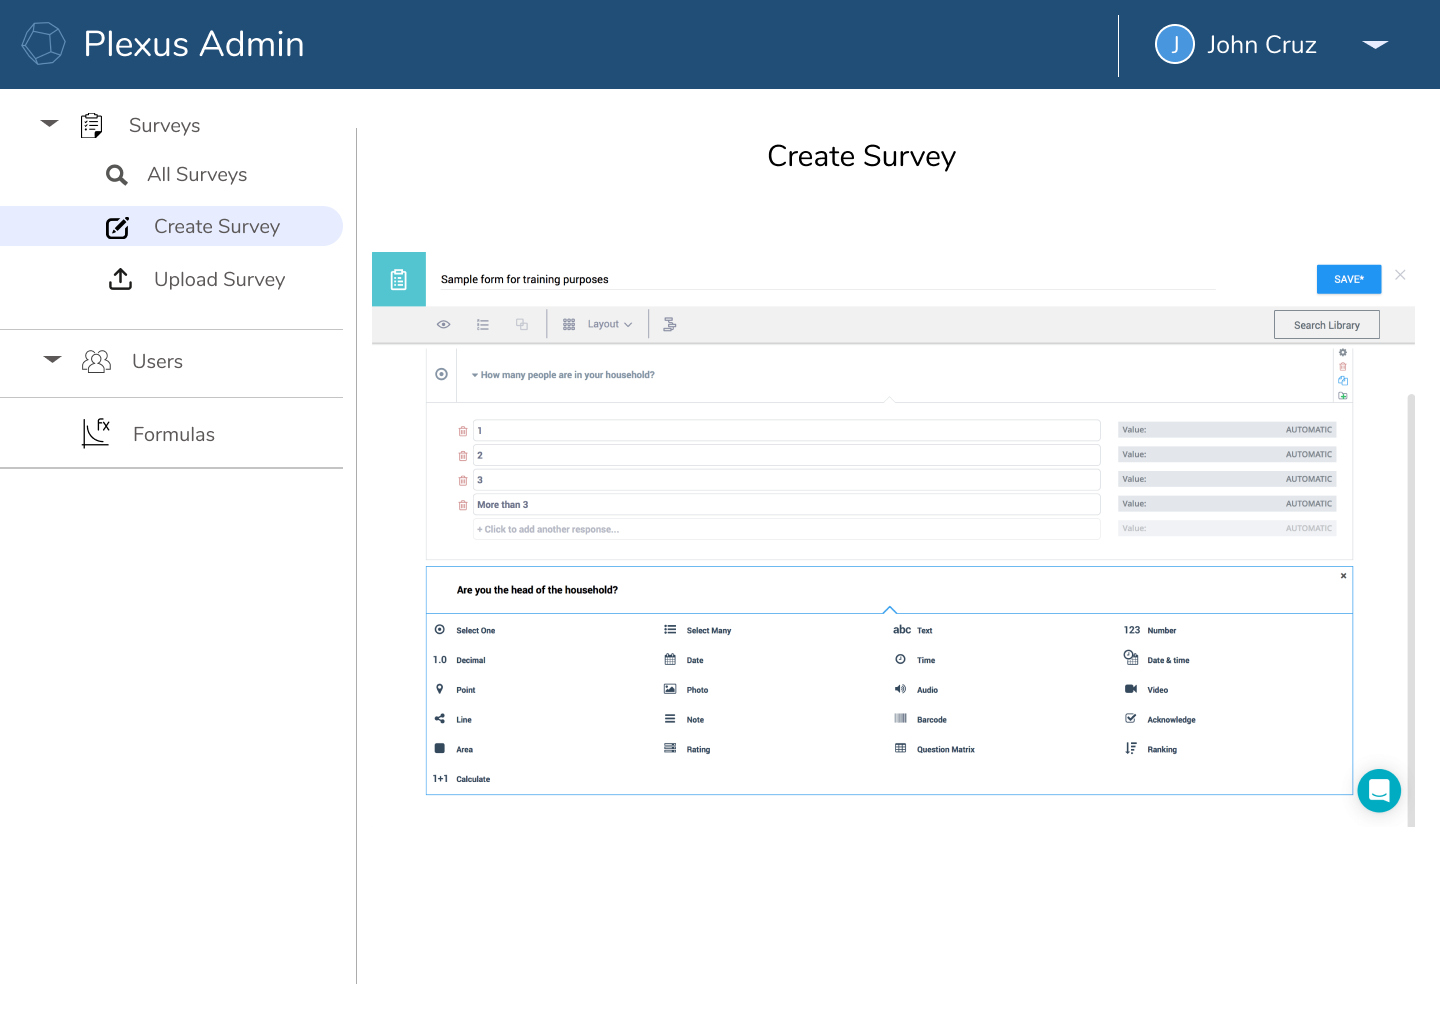 Plexus Admin
J John Cruz
Surveys
All Surveys
Create Survey
Upload Survey
Users
fx
Formulas
Create Survey
Sample form for training purposes
SAVE*
Layout
Search Library
How many people are in your household?
1 Value: AUTOMATIC
2 Value: AUTOMATIC
3 Value: AUTOMATIC
More than 3 Value: AUTOMATIC
+ Click to add another response... Value: AUTOMATIC
Are you the head of the household?
Select One Select Many abc Text 123 Number
1.0 Decimal Date Time Date & time
Point Photo Audio Video
Line Note Barcode Acknowledge
Area Rating Question Matrix Ranking
1+1 Calculate